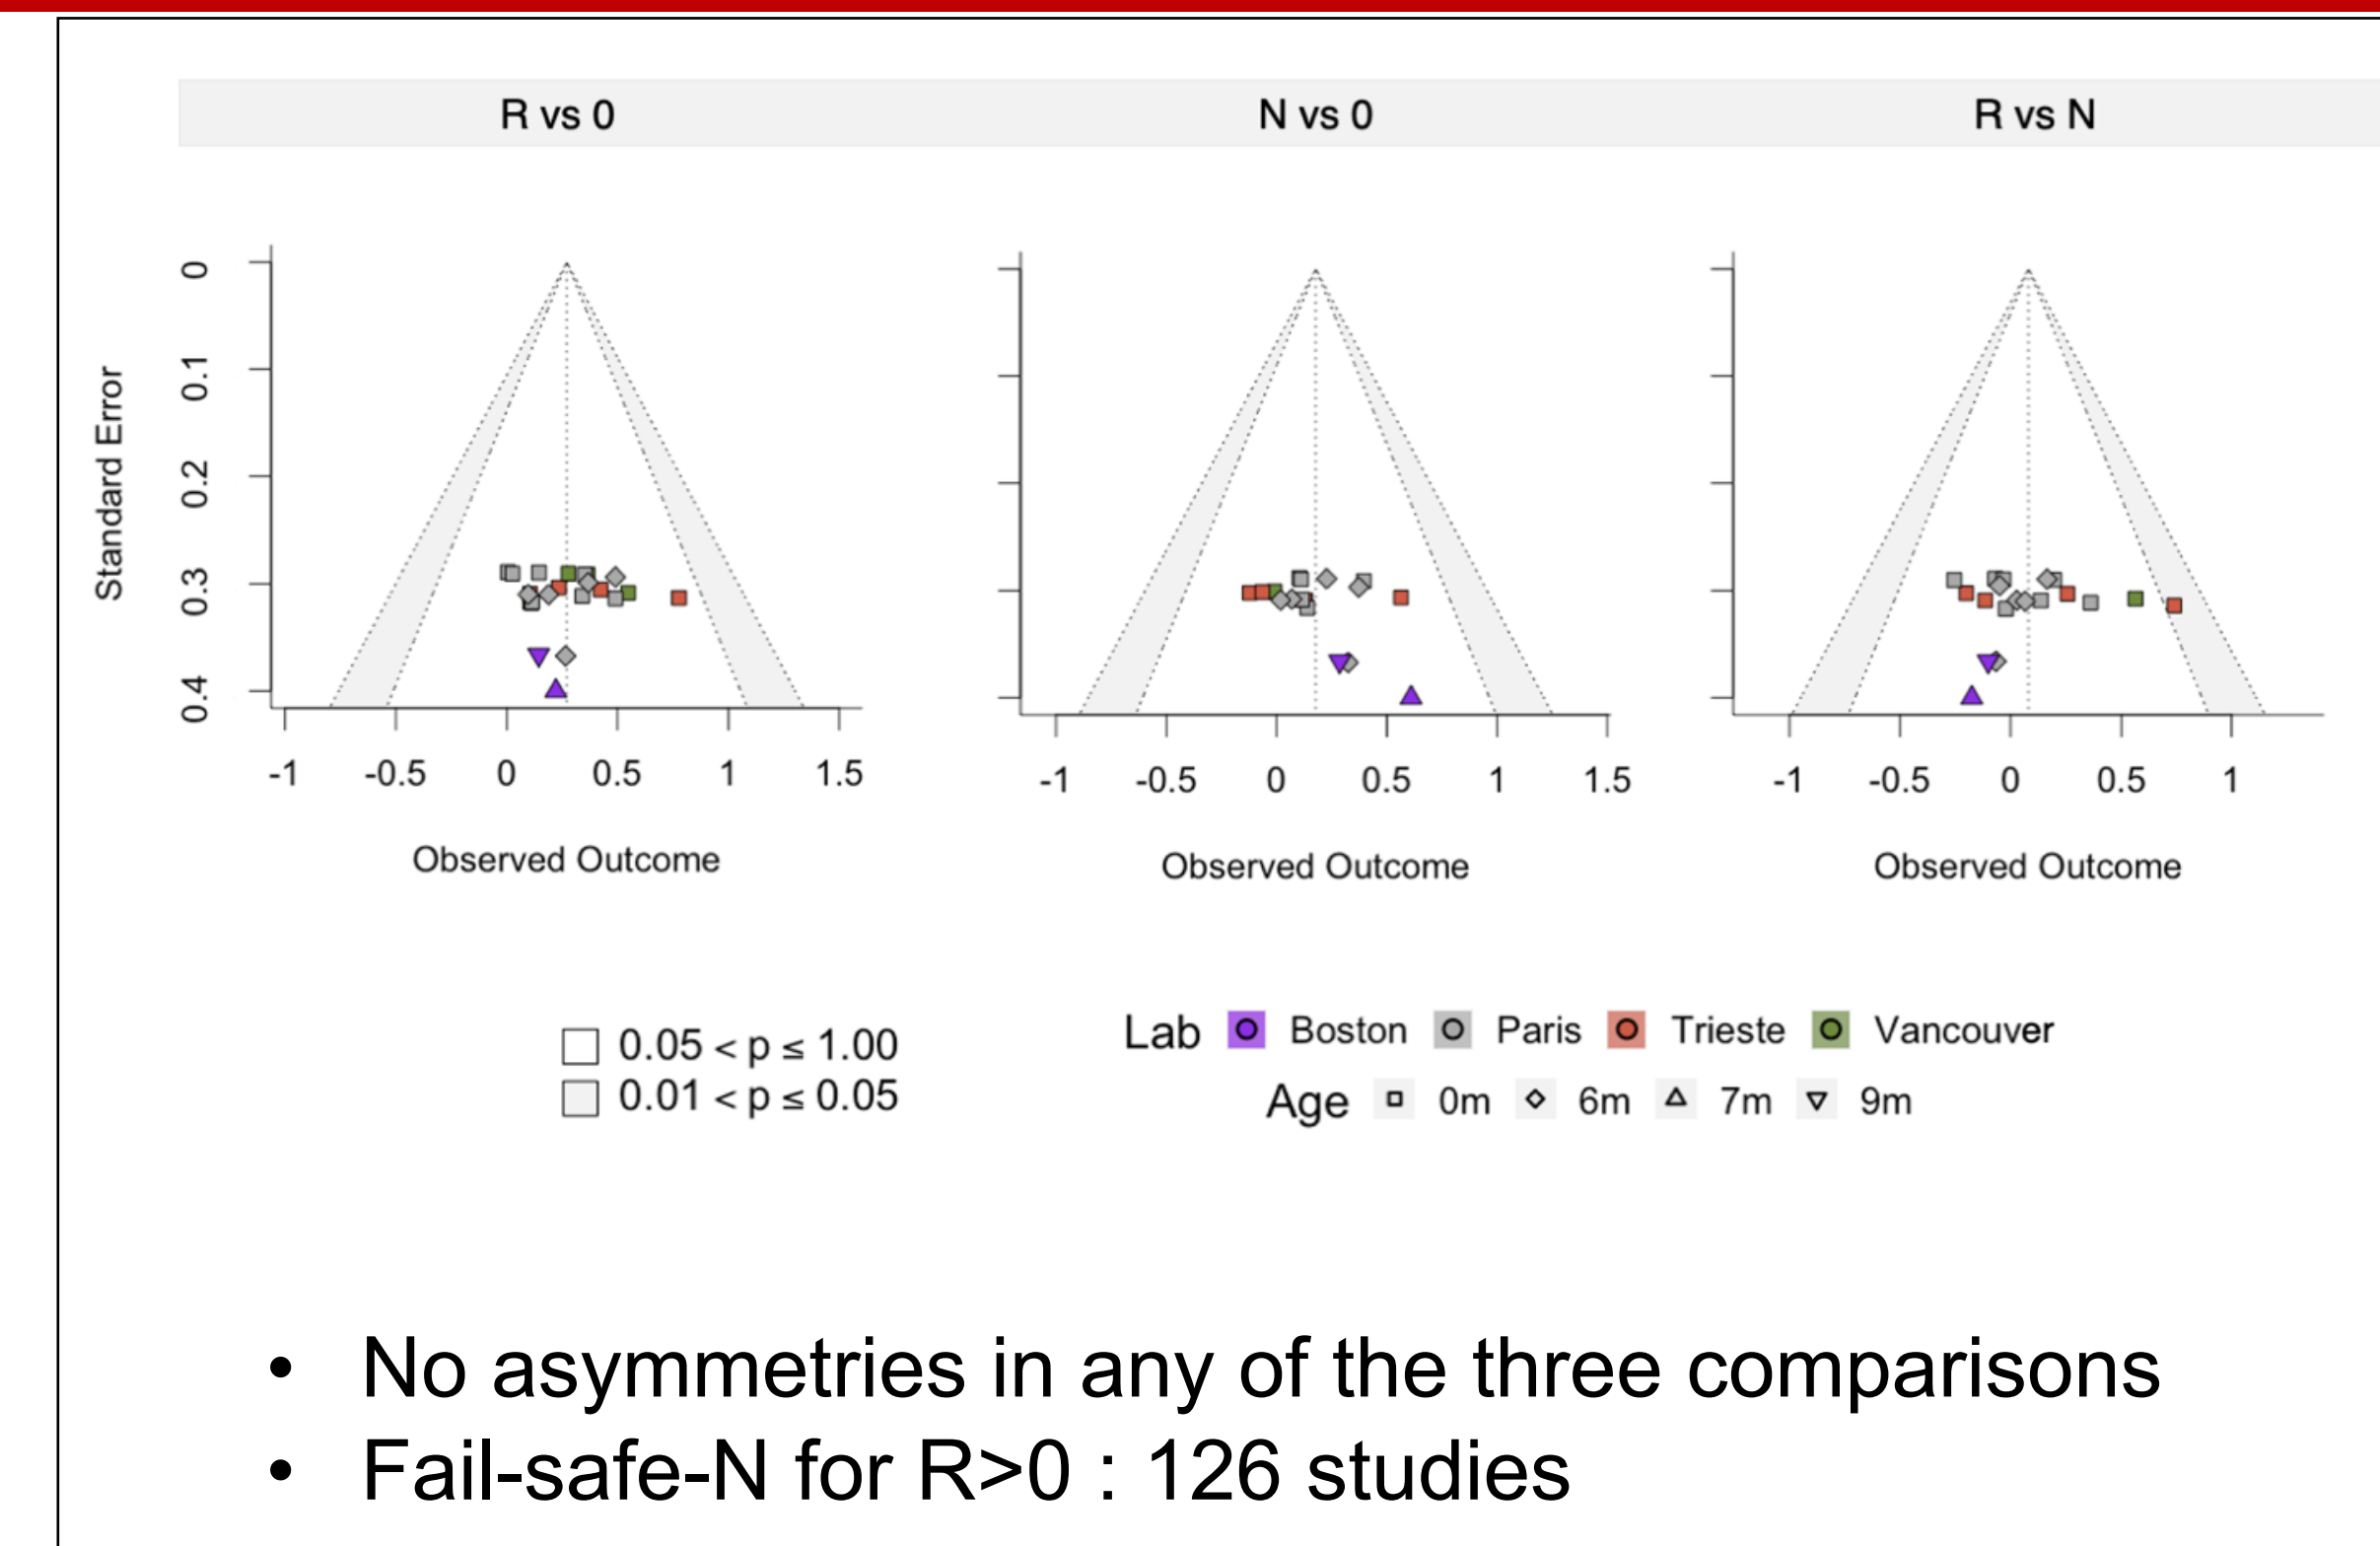 R vs 0 N vs 0 R vs N
Standard Error
0 0.1 0.2 0.3 0.4
-1 -0.5 0 0.5 1 1.5
-1 -0.5 0 0.5 1 1.5
-1 -0.5 0 0.5 1
Observed Outcome Observed Outcome Observed Outcome
0.05 < p ≤ 1.00
0.01 < p ≤ 0.05
Lab Boston Paris Trieste Vancouver
Age 0m 6m 7m 9m
• No asymmetries in any of the three comparisons
• Fail-safe-N for R>0 : 126 studies